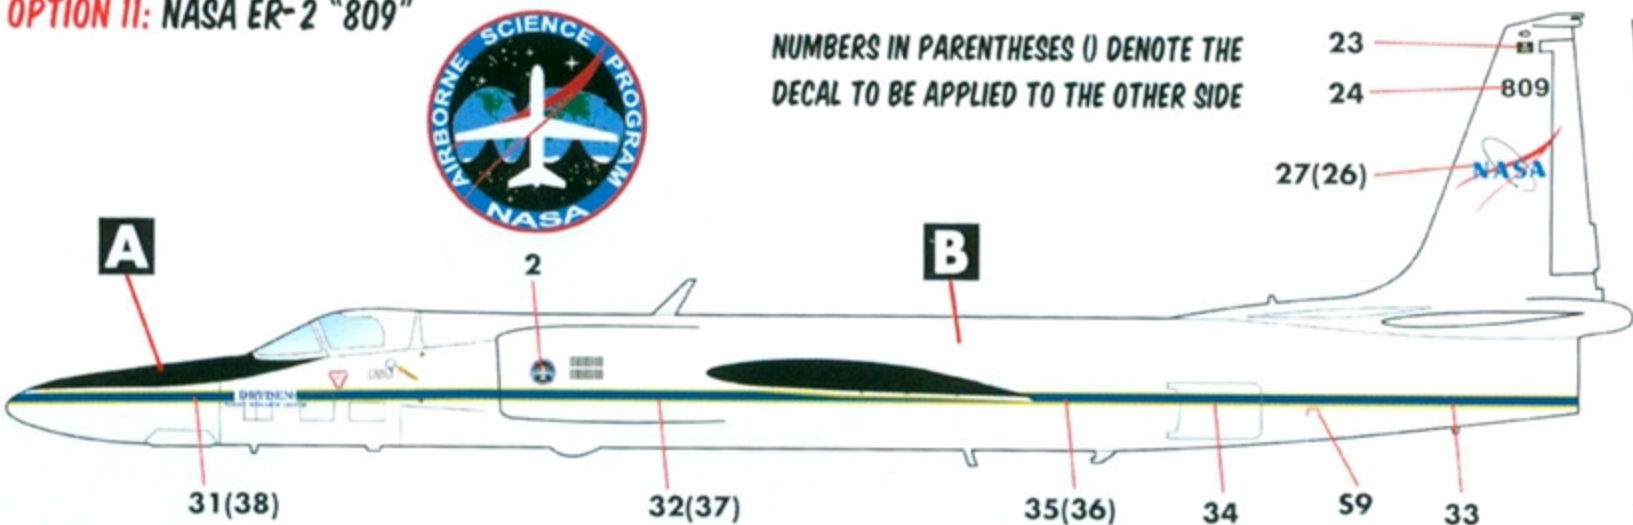 OPTION 11: NASA ER-2 "809"
AIRBORNE SCIENCE PROGRAM
NASA
NUMBERS IN PARENTHESES () DENOTE THE
DECAL TO BE APPLIED TO THE OTHER SIDE
23
24
809
27(26)
NASA
A
2
B
DRYDEN
31(38)
32(37)
35(36)
34
S9
33